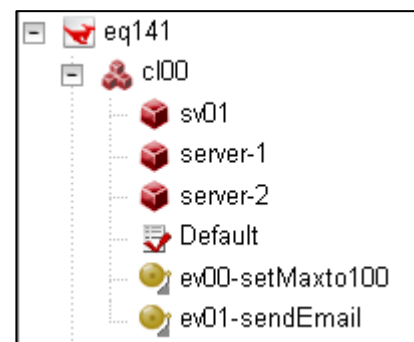 eq141
cl00
sv01
server-1
server-2
Default
ev00-setMaxto100
ev01-sendEmail